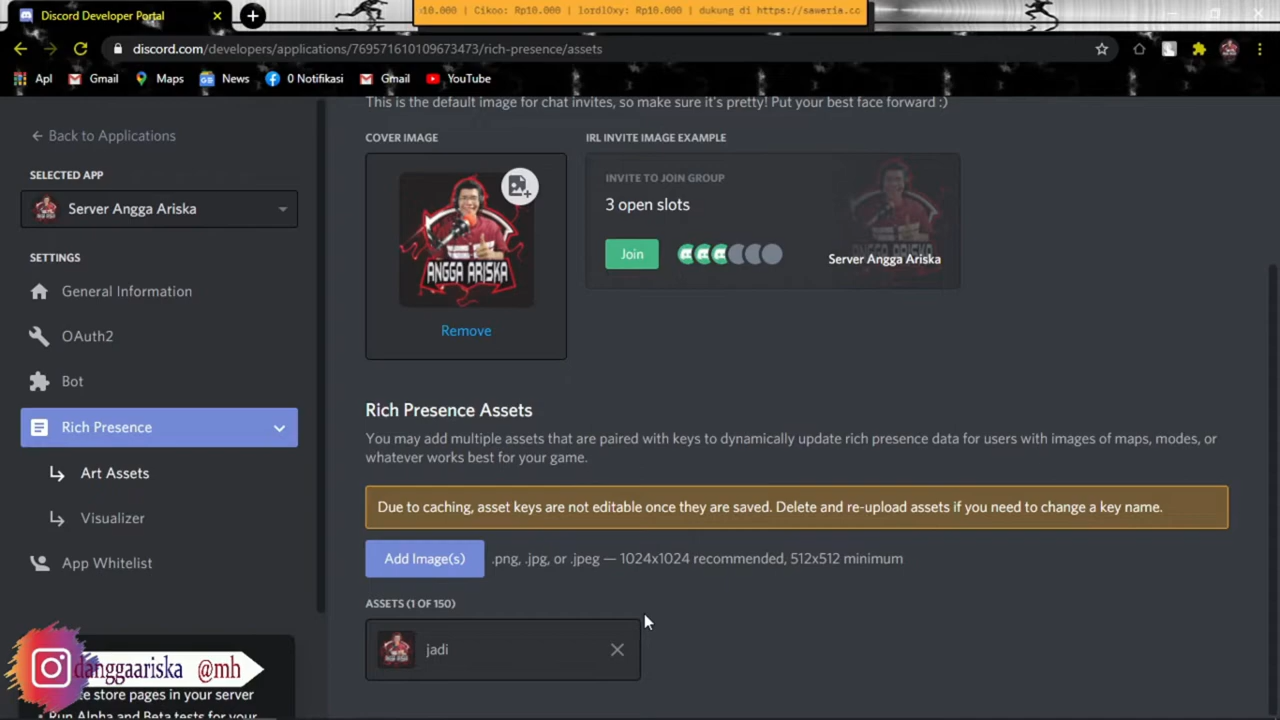 Discord Developer Portal
10.000 | Cikoo: Rp10.000 | lordl0xy: Rp10.000 | dukung di https://saweria.co
discord.com/developers/applications/769571610109673473/rich-presence/assets
Apl
Gmail
Maps
News
0 Notifikasi
Gmail
YouTube
This is the default image for chat invites, so make sure it's pretty! Put your best face forward :)
Back to Applications
SELECTED APP
Server Angga Ariska
SETTINGS
General Information
OAuth2
Bot
Rich Presence
Art Assets
Visualizer
App Whitelist
COVER IMAGE
ANGGA ARISKA
Remove
IRL INVITE IMAGE EXAMPLE
INVITE TO JOIN GROUP
3 open slots
Join
Server Angga Ariska
Rich Presence Assets
You may add multiple assets that are paired with keys to dynamically update rich presence data for users with images of maps, modes, or
whatever works best for your game.
Due to caching, asset keys are not editable once they are saved. Delete and re-upload assets if you need to change a key name.
Add Image(s)
.png, .jpg, or .jpeg — 1024x1024 recommended, 512x512 minimum
ASSETS (1 OF 150)
jadi
danggaariska @mh
store pages in your server
Run Alpha and Beta tests for your